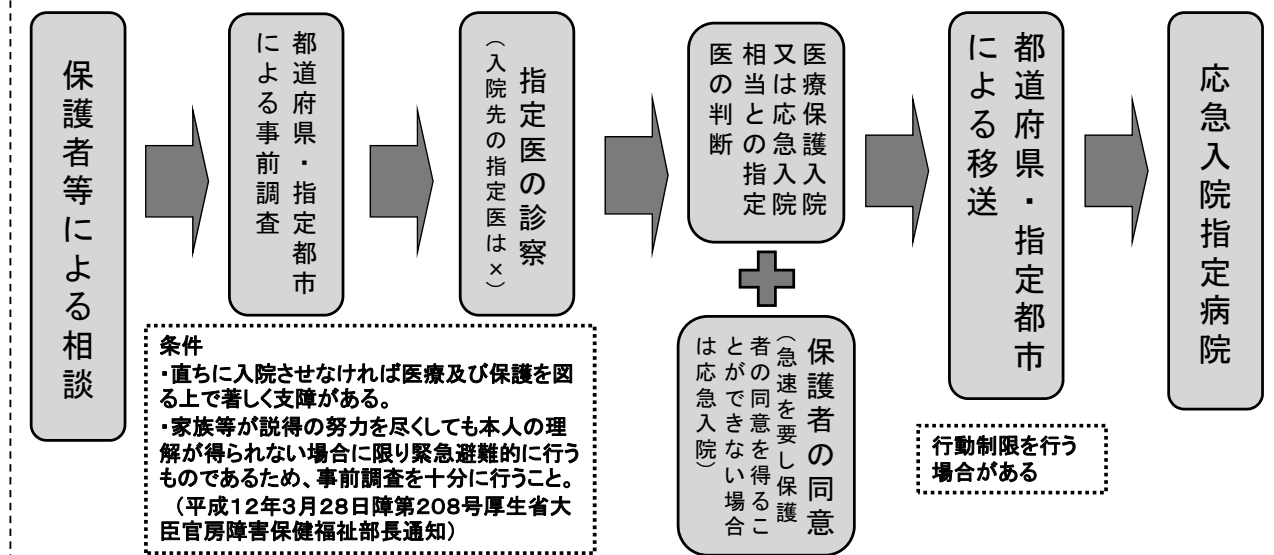 保護者等による相談
都道府県・指定都市
による事前調査
指定医の診察
（入院先の指定医は×）
医療保護入院
又は応急入院
相当との指定
医の判断
保護者の同意
（急速を要し保護
者の同意を得るこ
とができない場合
は応急入院）
都道府県・指定都市
による移送
応急入院指定病院
条件
・直ちに入院させなければ医療及び保護を図
る上で著しく支障がある。
・家族等が説得の努力を尽くしても本人の理
解が得られない場合に限り緊急避難的に行う
ものであるため、事前調査を十分に行うこと。
（平成12年3月28日障第208号厚生省大
臣官房障害保健福祉部長通知）
行動制限を行う
場合がある